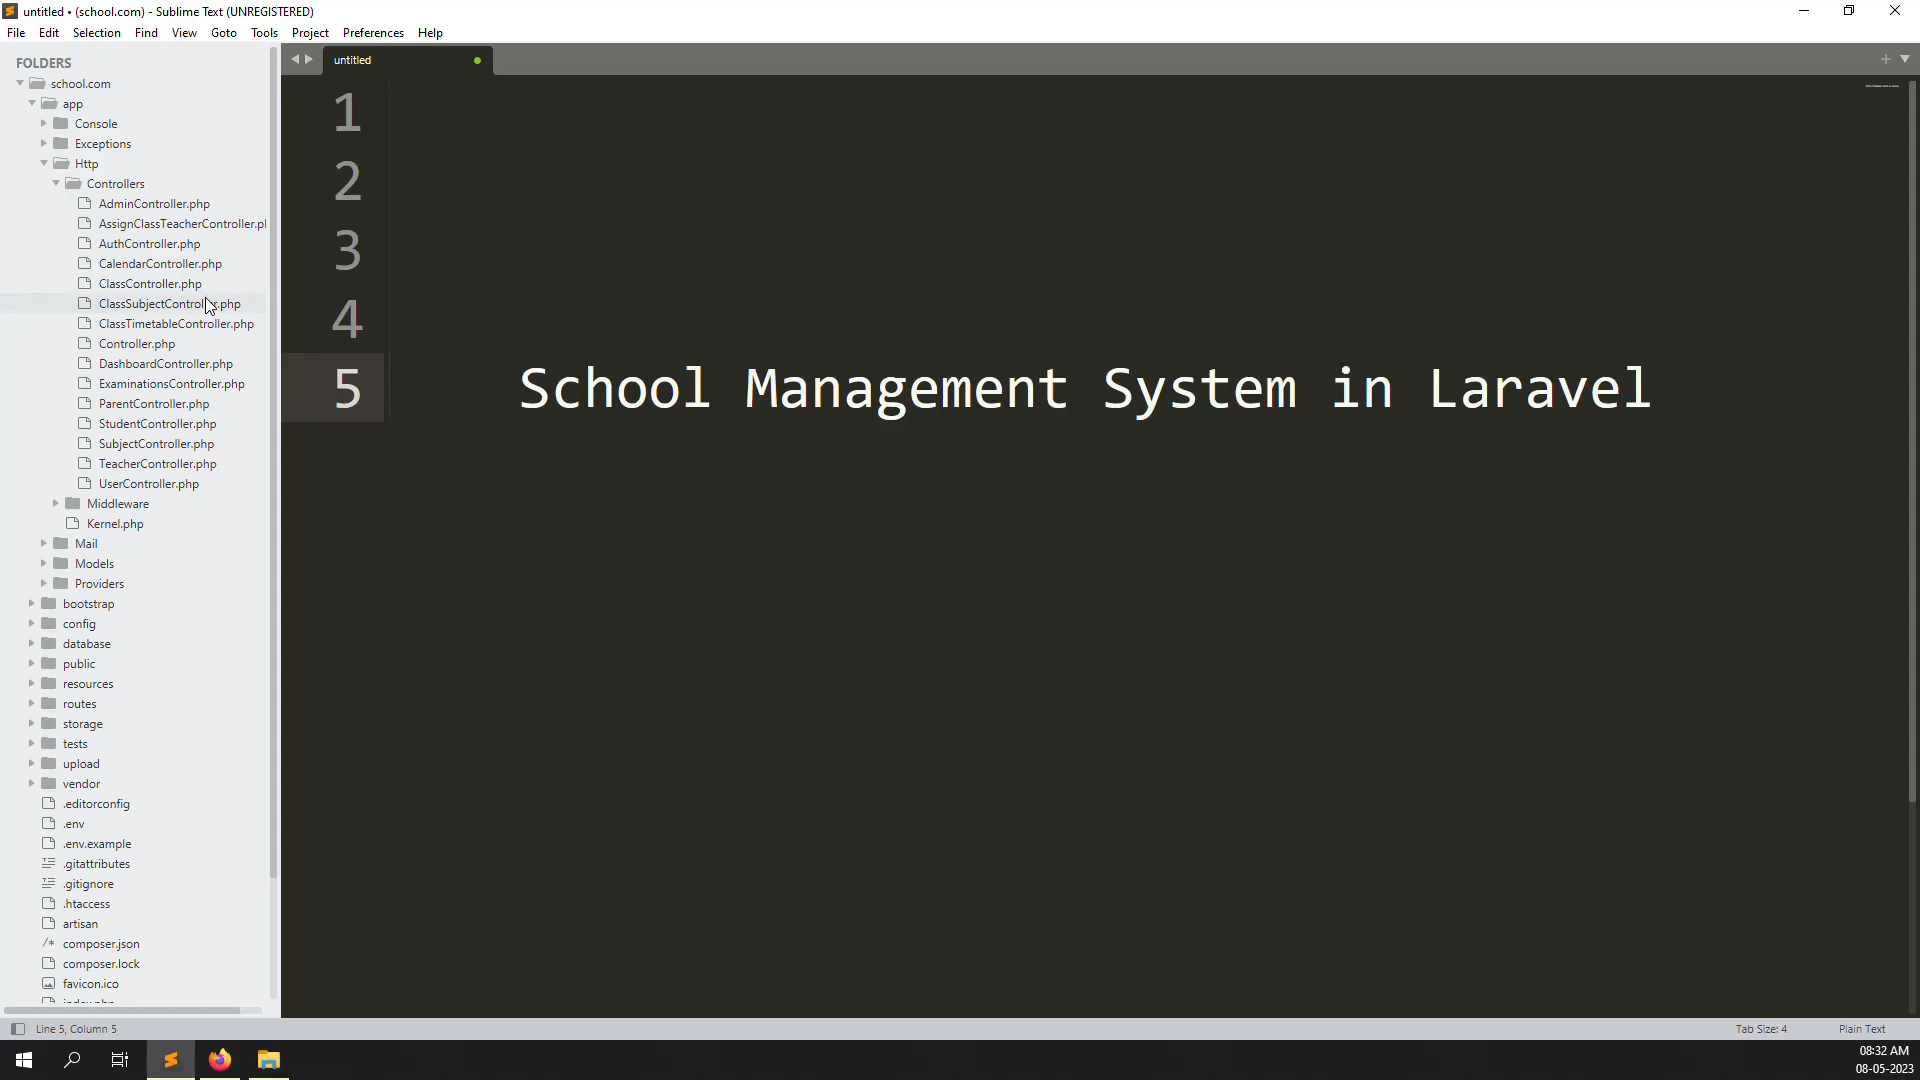 untitled • (school.com) - Sublime Text (UNREGISTERED)
File Edit Selection Find View Goto Tools Project Preferences Help
FOLDERS
school.com
app
Console
Exceptions
Http
Controllers
AdminController.php
AssignClassTeacherController.pl
AuthController.php
CalendarController.php
ClassController.php
ClassSubjectController.php
ClassTimetableController.php
Controller.php
DashboardController.php
ExaminationsController.php
ParentController.php
StudentController.php
SubjectController.php
TeacherController.php
UserController.php
Middleware
Kernel.php
Mail
Models
Providers
bootstrap
config
database
public
resources
routes
storage
tests
upload
vendor
.editorconfig
.env
.env.example
.gitattributes
.gitignore
.htaccess
artisan
composer.json
composer.lock
favicon.ico
untitled
1
2
3
4
5 School Management System in Laravel
Line 5, Column 5
Tab Size: 4
Plain Text
08:32 AM
08-05-2023